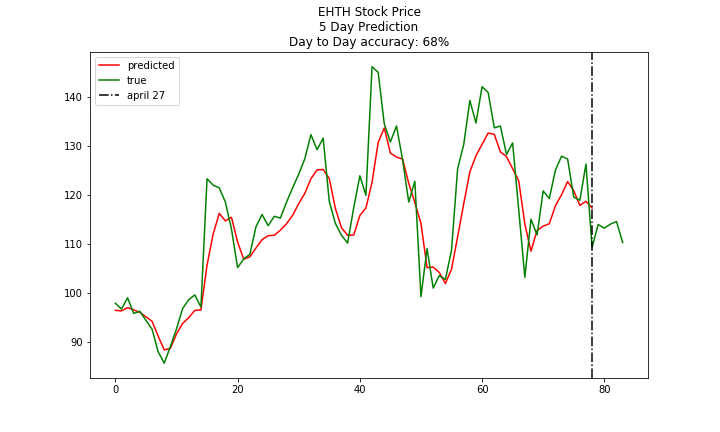 EHTH Stock Price
5 Day Prediction
Day to Day accuracy: 68%
predicted
true
april 27
140
130
120
110
100
90
0
20
40
60
80